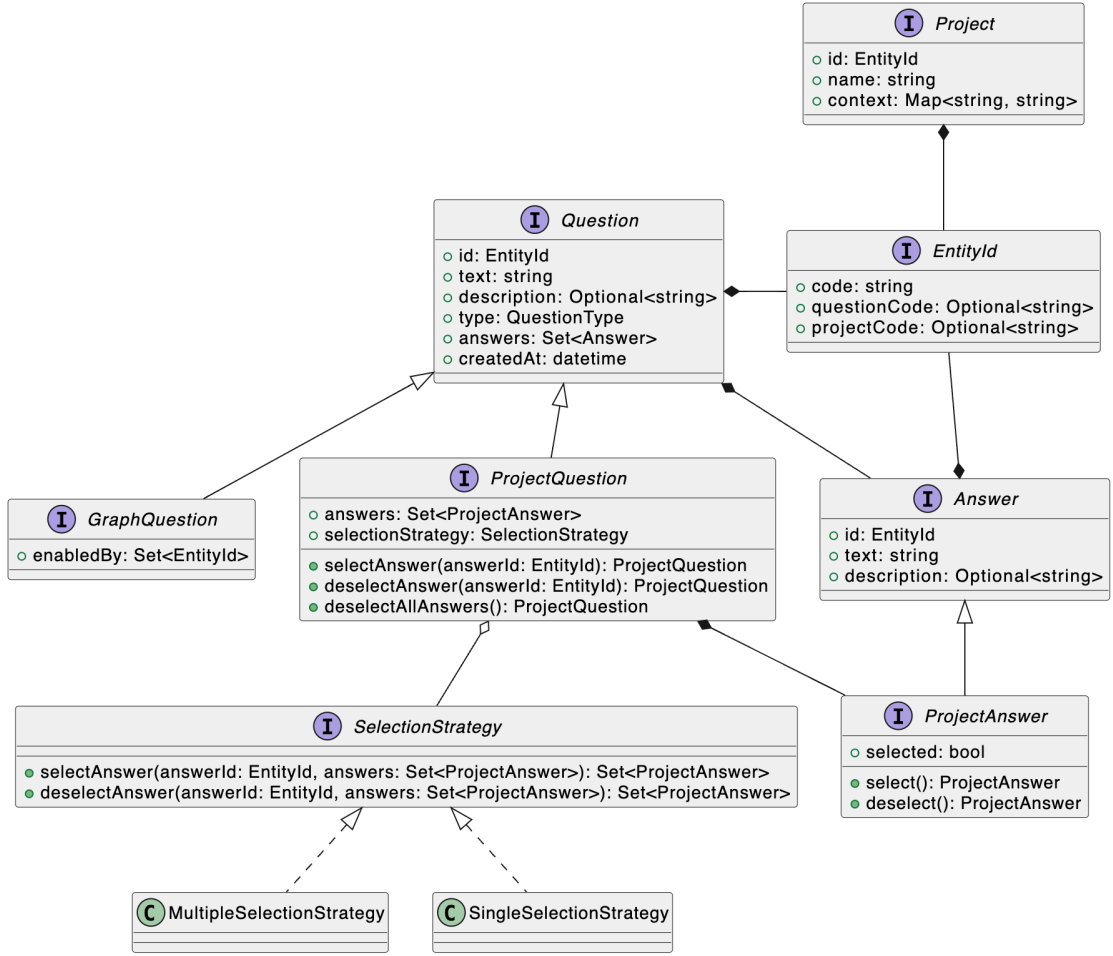 I Project
id: EntityId
name: string
context: Map<string, string>
I Question
id: EntityId
text: string
description: Optional<string>
type: QuestionType
answers: Set<Answer>
createdAt: datetime
I EntityId
code: string
questionCode: Optional<string>
projectCode: Optional<string>
I GraphQuestion
enabledBy: Set<EntityId>
I ProjectQuestion
answers: Set<ProjectAnswer>
selectionStrategy: SelectionStrategy
selectAnswer(answerId: EntityId): ProjectQuestion
deselectAnswer(answerId: EntityId): ProjectQuestion
deselectAllAnswers(): ProjectQuestion
I Answer
id: EntityId
text: string
description: Optional<string>
I SelectionStrategy
selectAnswer(answerId: EntityId, answers: Set<ProjectAnswer>): Set<ProjectAnswer>
deselectAnswer(answerId: EntityId, answers: Set<ProjectAnswer>): Set<ProjectAnswer>
I ProjectAnswer
selected: bool
select(): ProjectAnswer
deselect(): ProjectAnswer
C MultipleSelectionStrategy
C SingleSelectionStrategy